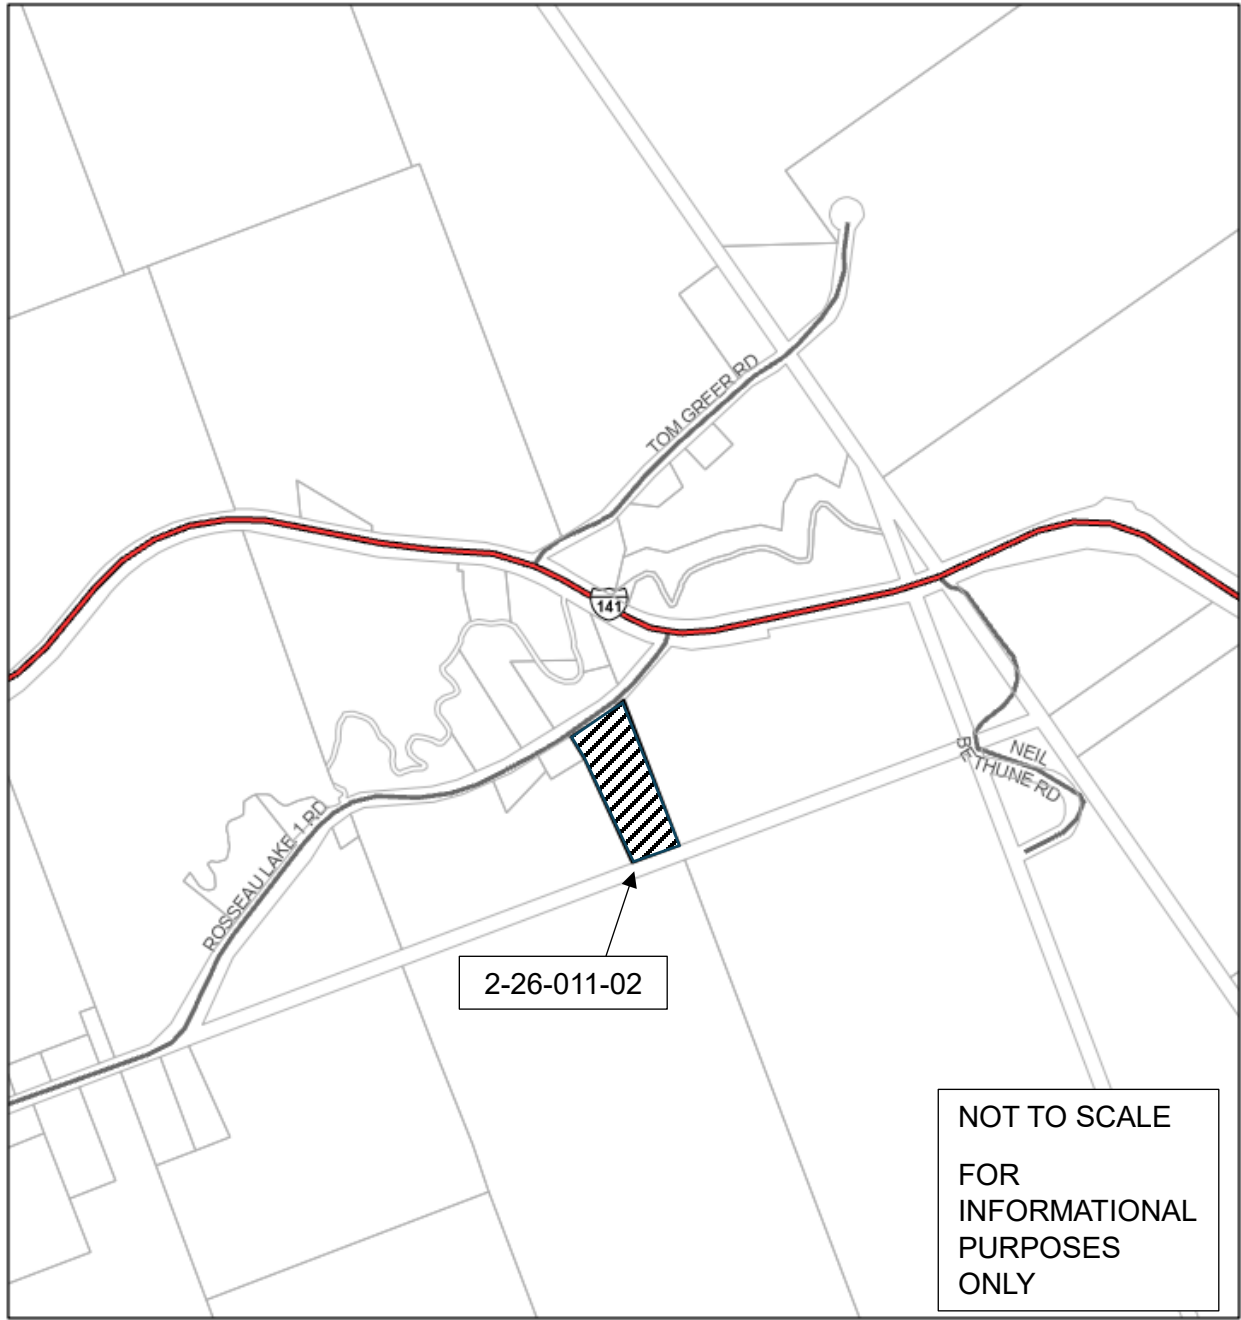 TOM GREER RD
141
NEIL
BETHUNE RD
ROSSEAU LAKE 1 RD
2-26-011-02
NOT TO SCALE
FOR
INFORMATIONAL
PURPOSES
ONLY